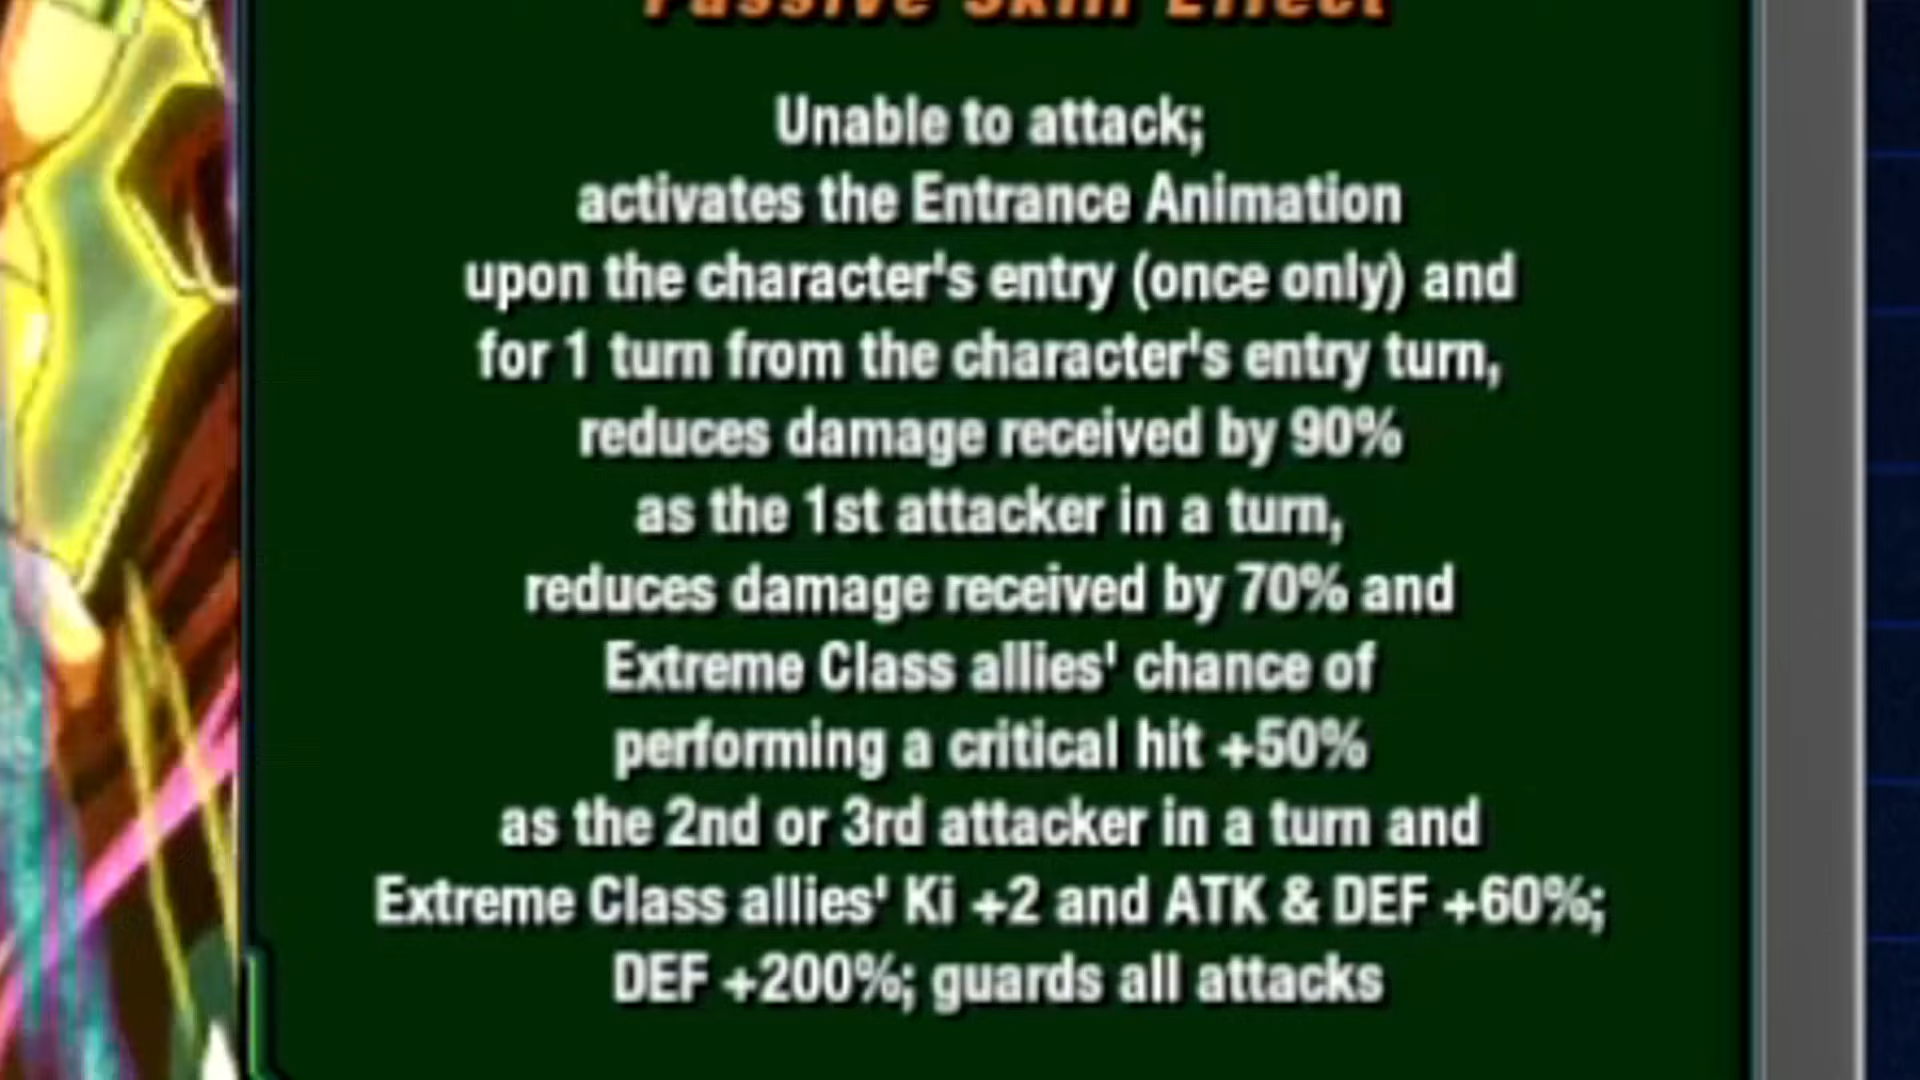 Passive Skill Effect
Unable to attack;
activates the Entrance Animation
upon the character's entry (once only) and
for 1 turn from the character's entry turn,
reduces damage received by 90%
as the 1st attacker in a turn,
reduces damage received by 70% and
Extreme Class allies' chance of
performing a critical hit +50%
as the 2nd or 3rd attacker in a turn and
Extreme Class allies' Ki +2 and ATK & DEF +60%;
DEF +200%; guards all attacks